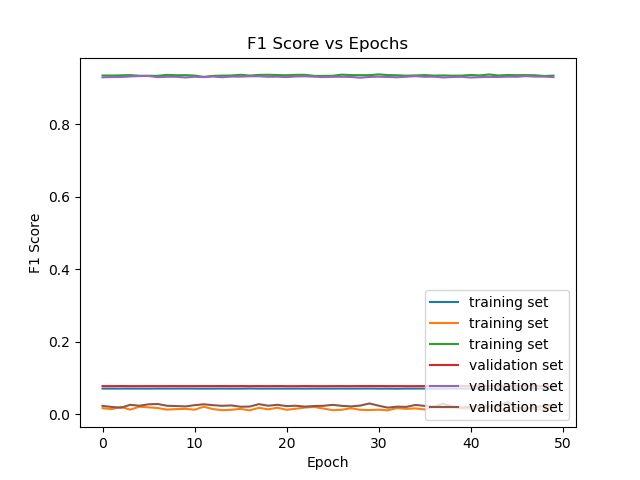 F1 Score vs Epochs
F1 Score
0.8
0.6
0.4
0.2
0.0
training set
training set
training set
validation set
validation set
validation set
0
10
20
30
40
50
Epoch